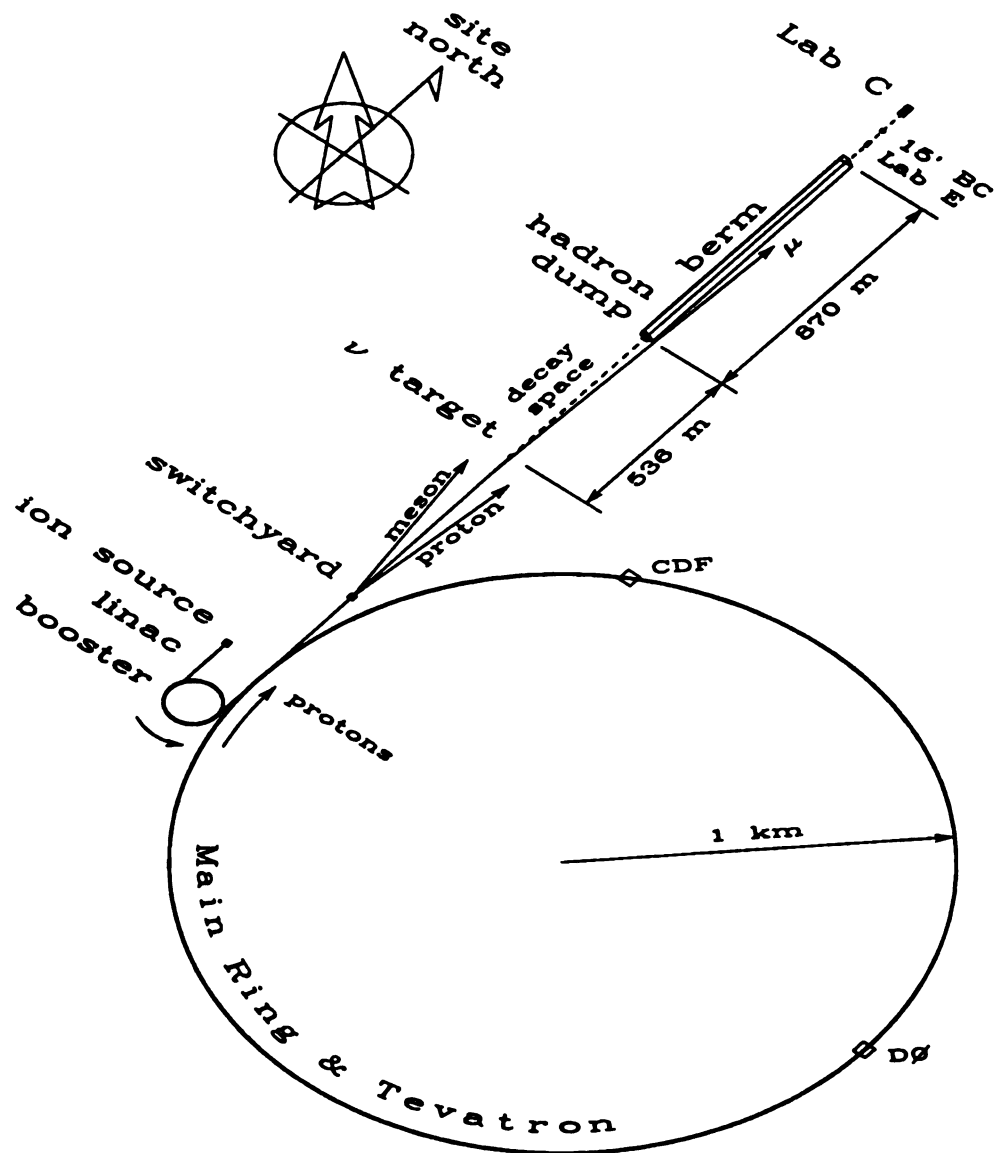 site
north
Lab C
15' BC
Lab E
berm
μ
hadron
dump
870 m
ν target
decay
space
536 m
switchyard
meson
proton
ion source
linac
booster
CDF
protons
1 km
Main Ring & Tevatron
DØ